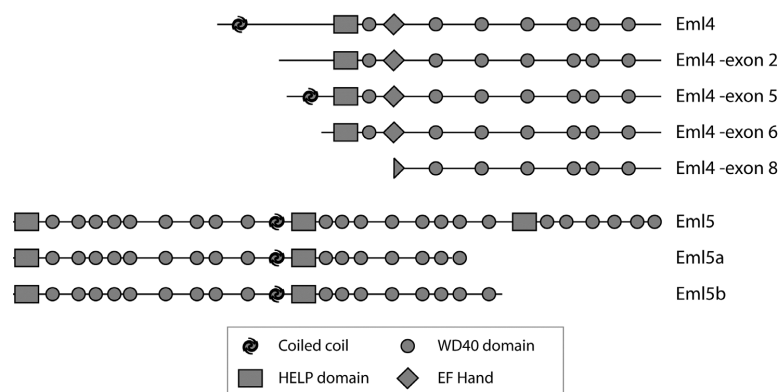 Eml4
Eml4 -exon 2
Eml4 -exon 5
Eml4 -exon 6
Eml4 -exon 8
Eml5
Eml5a
Eml5b
Coiled coil
WD40 domain
HELP domain
EF Hand